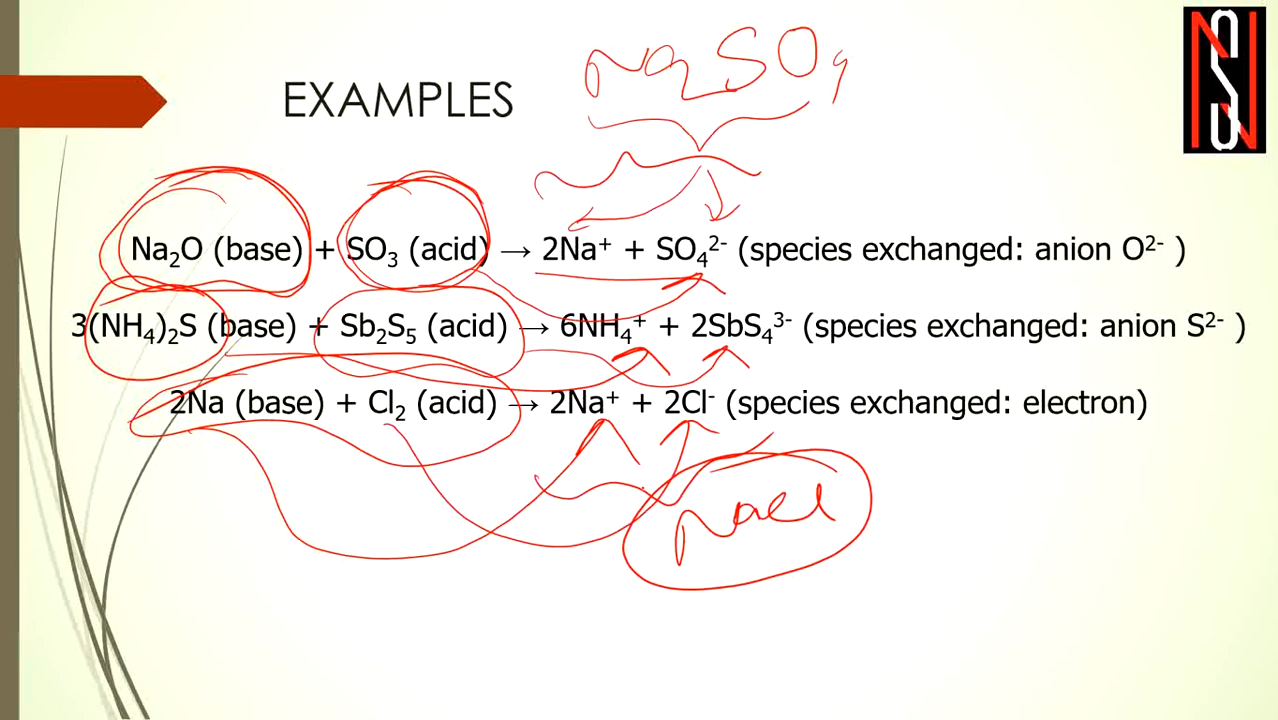 NaSO4
EXAMPLES
Na₂O (base) + SO₃ (acid) → 2Na⁺ + SO₄²⁻ (species exchanged: anion O²⁻ )
3(NH₄)₂S (base) + Sb₂S₅ (acid) → 6NH₄⁺ + 2SbS₄³⁻ (species exchanged: anion S²⁻ )
2Na (base) + Cl₂ (acid) → 2Na⁺ + 2Cl⁻ (species exchanged: electron)
NaCl